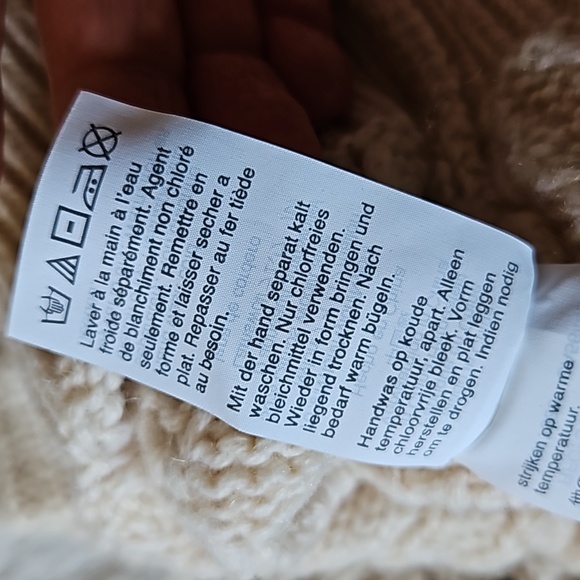 Laver à la main à l'eau
froide séparément. Agent
de blanchiment non chloré
seulement. Remettre en
forme et laisser secher a
plat. Repasser au fer tiède
au besoin.
Mit der hand separat kalt
waschen. Nur chlorfreies
bleichmittel verwenden.
Wieder in form bringen und
liegend trocknen. Nach
bedarf warm bügeln.
Handwas op koude
temperatuur, apart. Alleen
chloorvrije bleek. Vorm
herstellen en plat leggen
om te drogen. Indien nodig
strijken op warme
temperatuur.